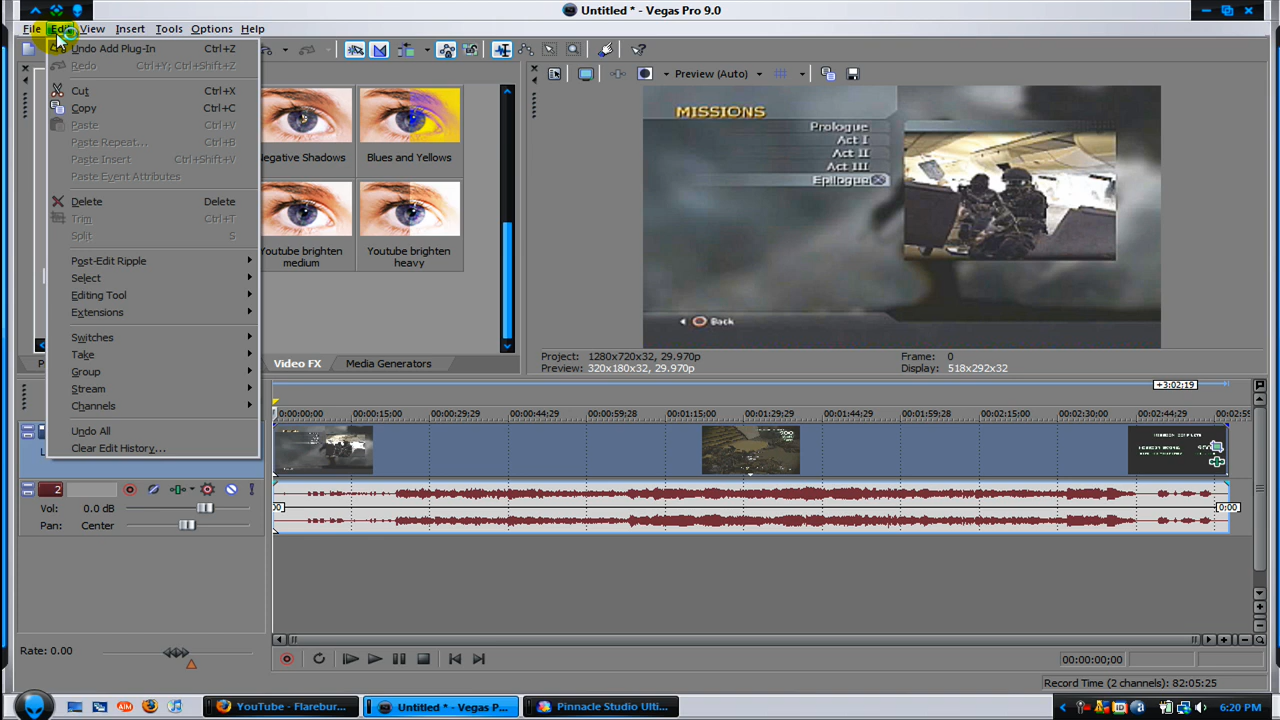 Untitled * - Vegas Pro 9.0
File Edit View Insert Tools Options Help
Undo Add Plug-In Ctrl+Z
Redo Ctrl+Y; Ctrl+Shift+Z
Cut Ctrl+X
Copy Ctrl+C
Paste Ctrl+V
Paste Repeat... Ctrl+B
Paste Insert Ctrl+Shift+V
Paste Event Attributes
Delete Delete
Trim Ctrl+T
Split S
Post-Edit Ripple
Select
Editing Tool
Extensions
Switches
Take
Group
Stream
Channels
Undo All
Clear Edit History...
Negative Shadows
Blues and Yellows
Youtube brighten medium
Youtube brighten heavy
Video FX Media Generators
Preview (Auto)
MISSIONS
Prologue
Act I
Act II
Act III
Epilogue
Back
Project: 1280x720x32, 29.970p
Preview: 320x180x32, 29.970p
Frame: 0
Display: 518x292x32
+3:02:19
0:00:00:00 00:00:15:00 00:00:29:29 00:00:44:29 00:00:59:28 00:01:15:00 00:01:29:29 00:01:44:29 00:01:59:28 00:02:15:00 00:02:30:00 00:02:44:29
2
Vol: 0.0 dB
Pan: Center Center
0:00
Rate: 0.00
00:00:00;00
Record Time (2 channels): 82:05:25
YouTube - Flarebur...
Untitled * - Vegas P...
Pinnacle Studio Ulti...
6:20 PM